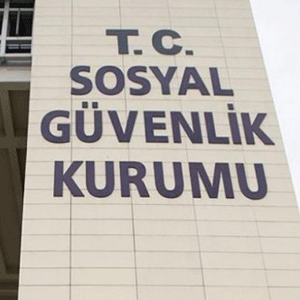 T. C.
SOSYAL
GÜVENLİK
KURUMU